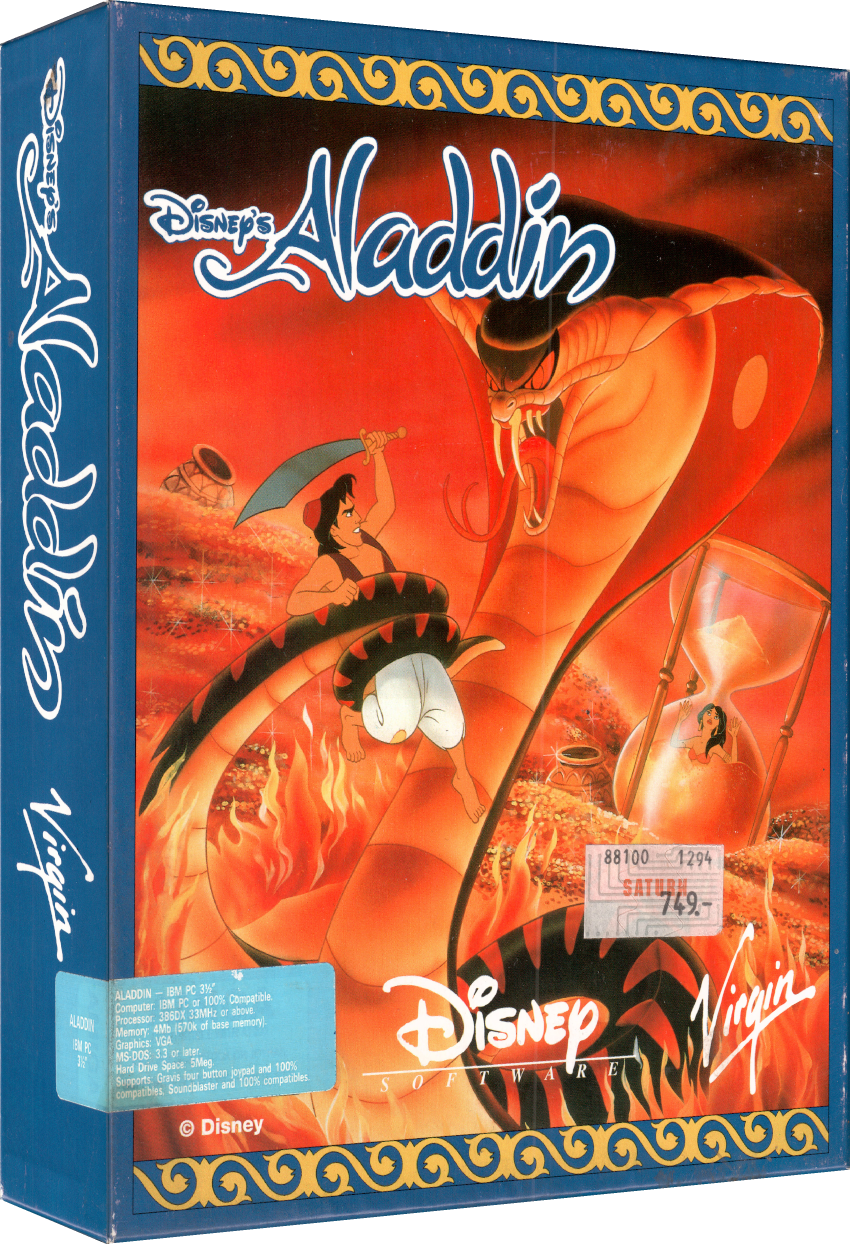 DISNEY'S
Aladdin
Virgin
ALADDIN
IBM PC
3½"
DISNEY'S
Aladdin
88100 1294
SATURN
749.-
DISNEY
SOFTWARE
Virgin
ALADDIN – IBM PC 3½"
Computer: IBM PC or 100% Compatible.
Processor: 386DX 33MHz or above.
Memory: 4Mb (570k of base memory).
Graphics: VGA
MS-DOS: 3.3 or later.
Hard Drive Space: 5Meg.
Supports: Gravis four button joypad and 100%
compatibles. Soundblaster and 100% compatibles.
© Disney